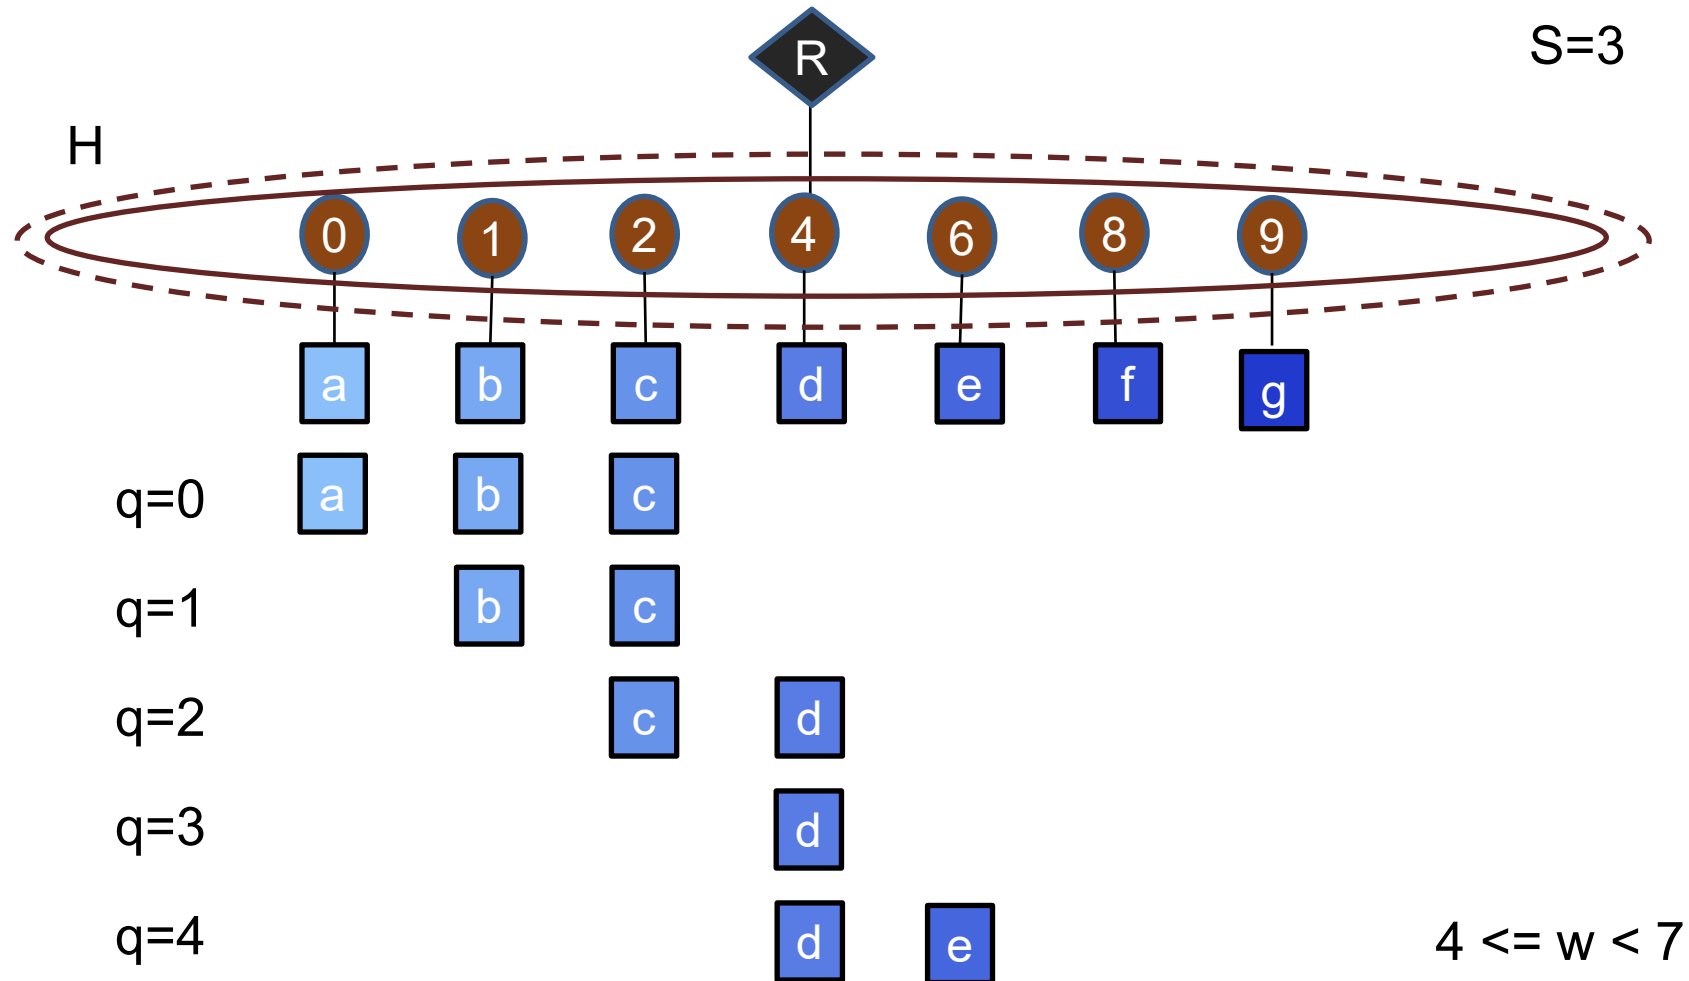 R
S=3
H
0 1 2 4 6 8 9
a b c d e f g
q=0 a b c
q=1 b c
q=2 c d
q=3 d
q=4 d e 4 <= w < 7